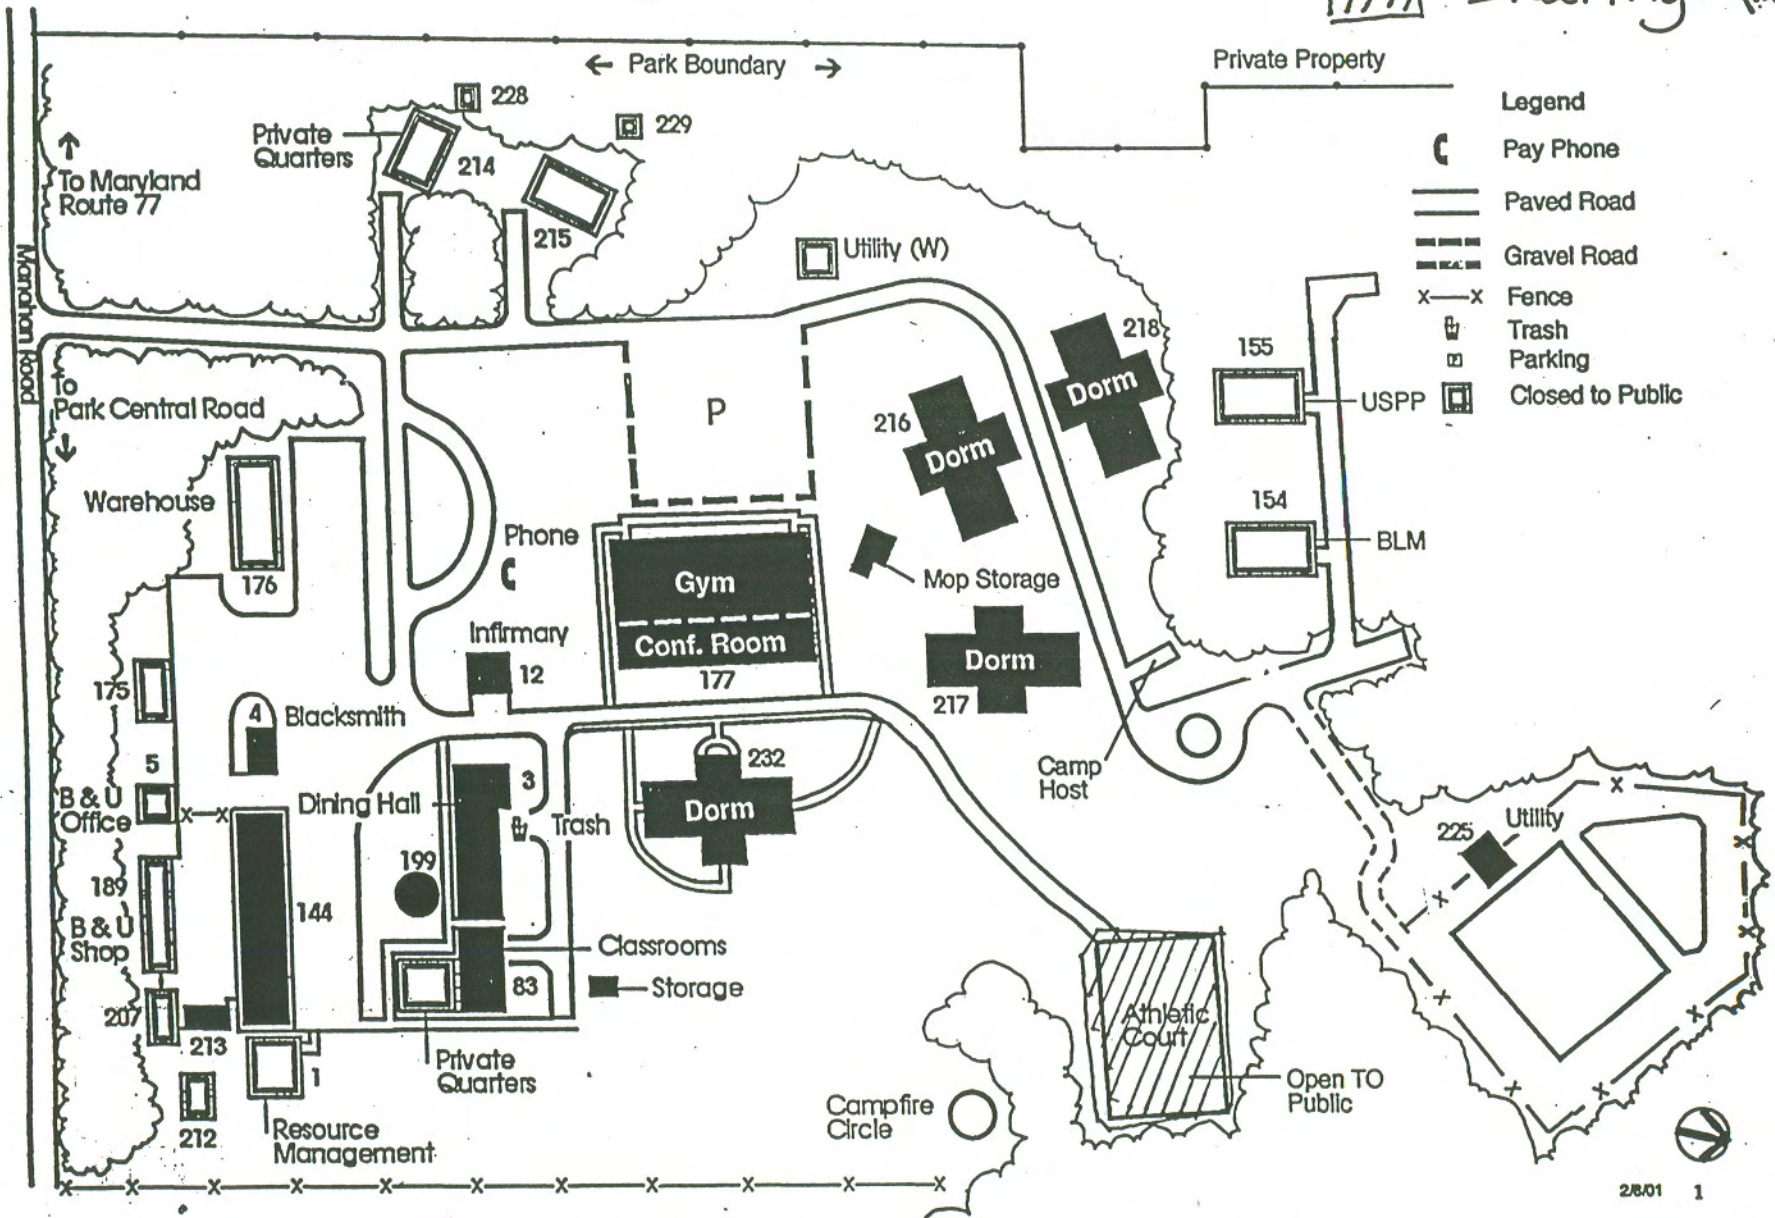 Park Boundary
Private Property
Legend
Pay Phone
Paved Road
Gravel Road
x—x Fence
Trash
P Parking
Closed to Public
228
229
Private
Quarters
214
215
To Maryland
Route 77
Manahan Road
Utility (W)
218
Dorm
155
USPP
To
Park Central Road
P
216
Dorm
Warehouse
176
154
BLM
Phone
Gym
Conf. Room
177
Mop Storage
Infirmary
12
Dorm
217
175
4
Blacksmith
5
B & U
Office
Dining Hall
3
Trash
232
Dorm
Camp
Host
225
Utility
199
189
B & U
Shop
144
Classrooms
83
Storage
207
213
1
Private
Quarters
212
Resource
Management
Athletic
Court
Open TO
Public
Campfire
Circle
2/8/01 1